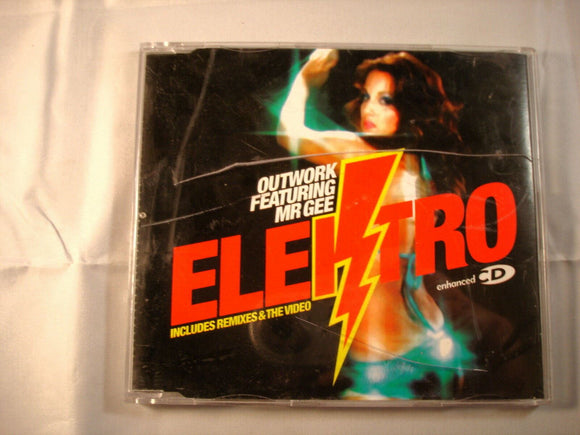 OUTWORK
FEATURING
MR GEE
ELEKTRO
enhanced CD
INCLUDES REMIXES & THE VIDEO